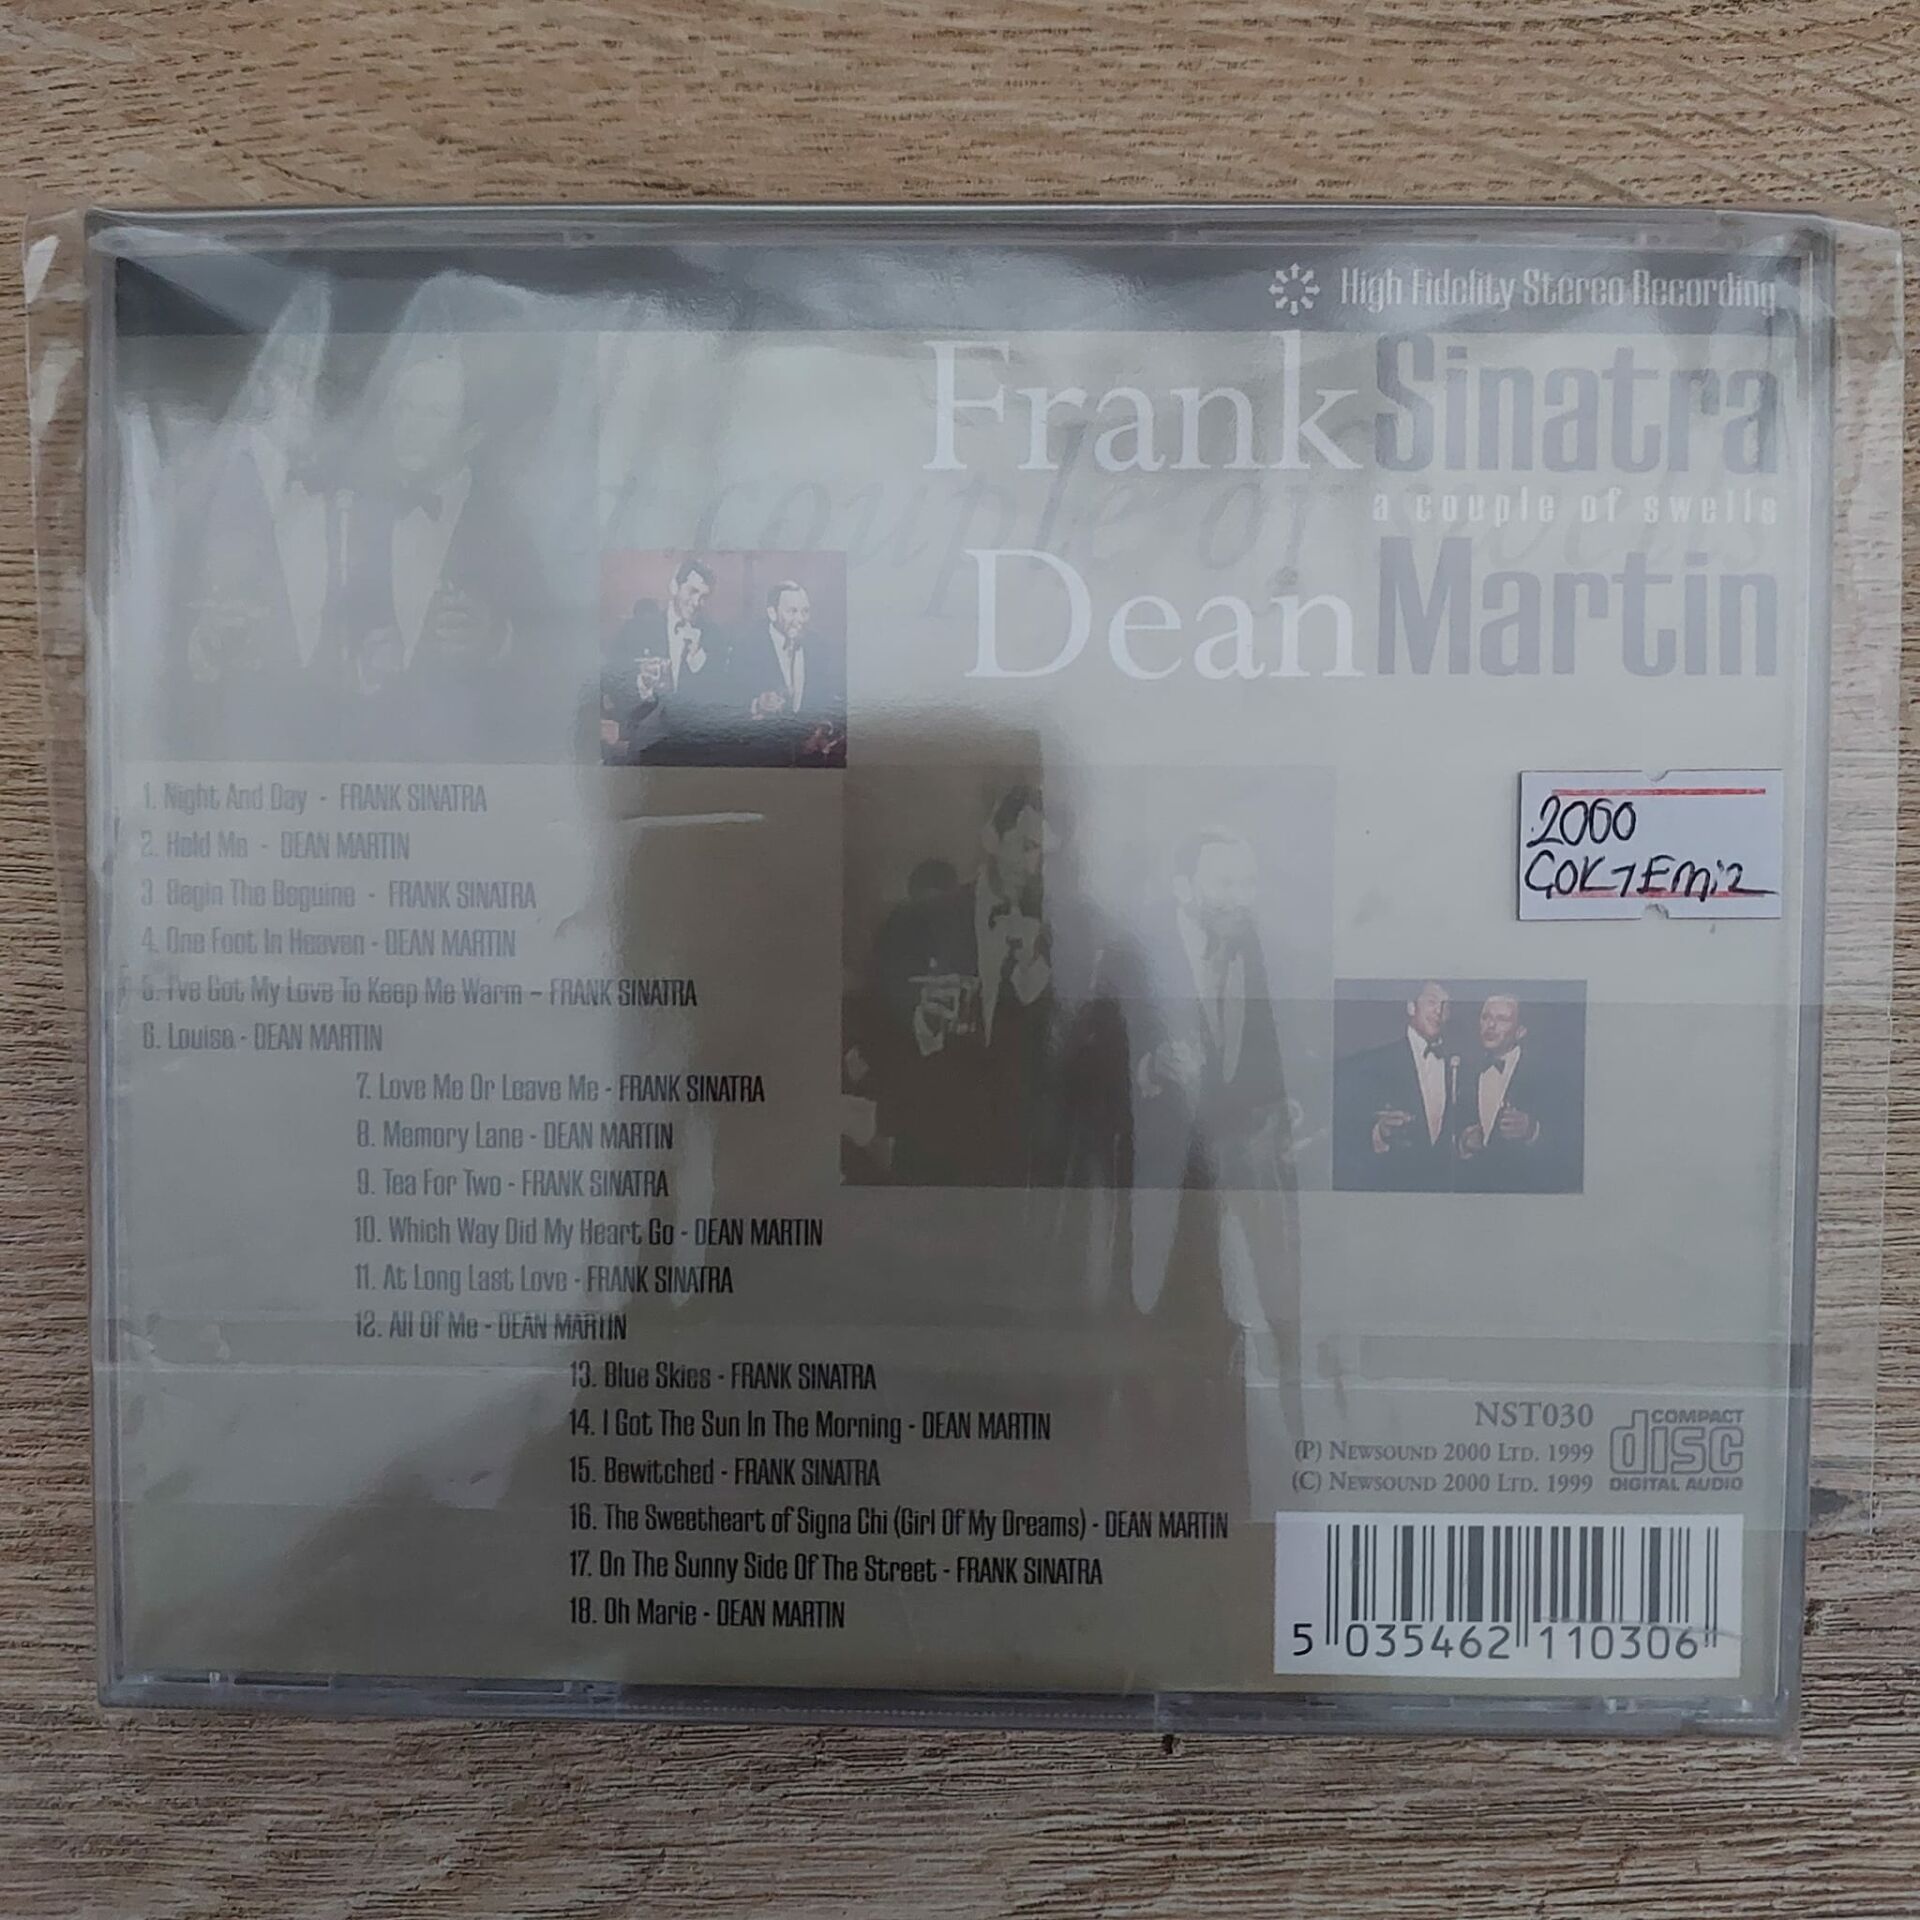 High Fidelity Stereo Recording
Frank Sinatra
a couple of swells
a couple of swells
Dean Martin
1. Night And Day - FRANK SINATRA
2. Hold Me - DEAN MARTIN
3. Begin The Beguine - FRANK SINATRA
4. One Foot In Heaven - DEAN MARTIN
5. I've Got My Love To Keep Me Warm - FRANK SINATRA
6. Louise - DEAN MARTIN
7. Love Me Or Leave Me - FRANK SINATRA
8. Memory Lane - DEAN MARTIN
9. Tea For Two - FRANK SINATRA
10. Which Way Did My Heart Go - DEAN MARTIN
11. At Long Last Love - FRANK SINATRA
12. All Of Me - DEAN MARTIN
13. Blue Skies - FRANK SINATRA
14. I Got The Sun In The Morning - DEAN MARTIN
15. Bewitched - FRANK SINATRA
16. The Sweetheart of Signa Chi (Girl Of My Dreams) - DEAN MARTIN
17. On The Sunny Side Of The Street - FRANK SINATRA
18. Oh Marie - DEAN MARTIN
2000
ÇOK TEMiz
NST030
(P) NEWSOUND 2000 LTD. 1999
(C) NEWSOUND 2000 LTD. 1999
COMPACT
disc
DIGITAL AUDIO
5 035462 110306